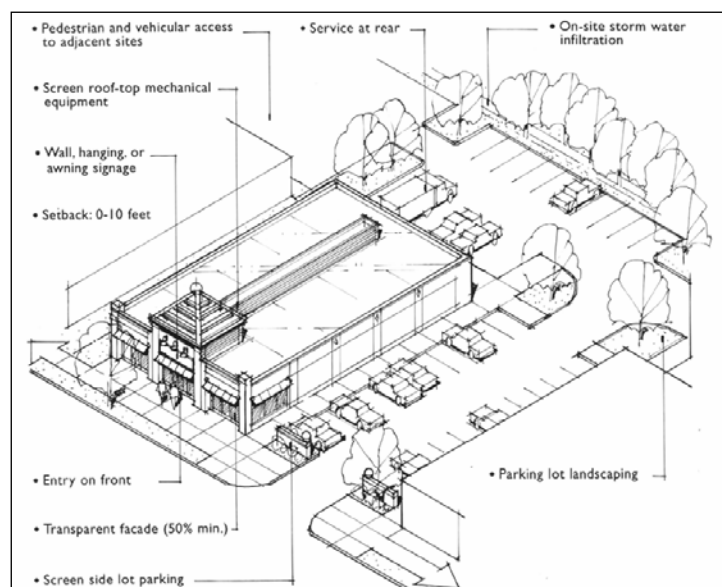 • Pedestrian and vehicular access
to adjacent sites
• Service at rear
• On-site storm water
infiltration
• Screen roof-top mechanical
equipment
• Wall, hanging, or
awning signage
• Setback: 0-10 feet
• Entry on front
• Parking lot landscaping
• Transparent facade (50% min.)
• Screen side lot parking